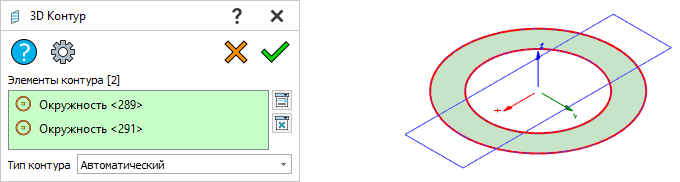 3D Контур
Элементы контура [2]
Окружность <289>
Окружность <291>
Тип контура
Автоматический